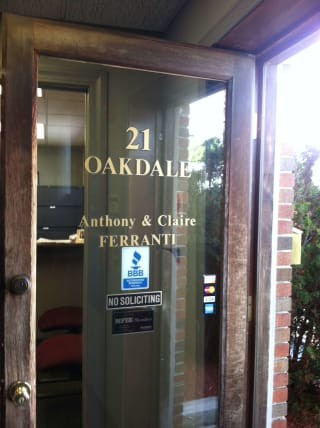 21
OAKDALE
Anthony & Claire
FERRANTI
BBB
NO SOLICITING